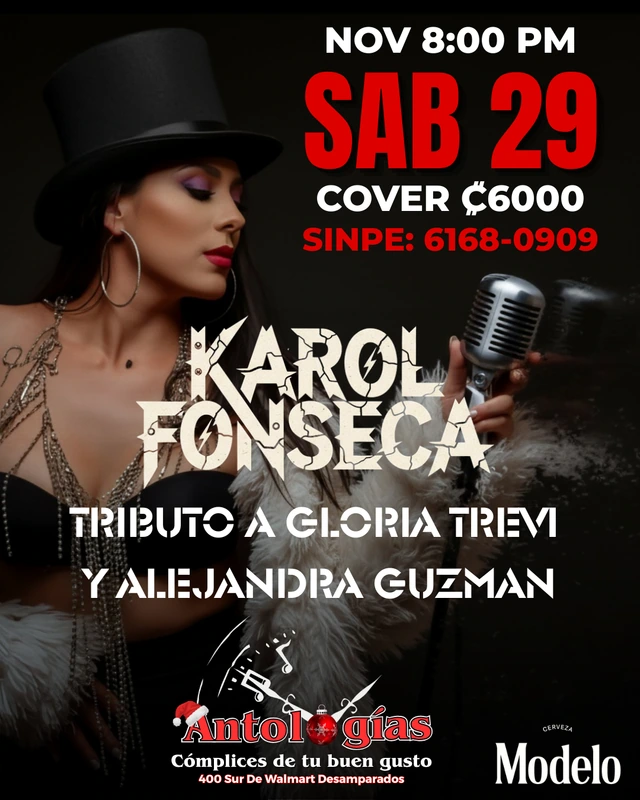 NOV 8:00 PM
SAB 29
COVER ₡6000
SINPE: 6168-0909
KAROL
FONSECA
TRIBUTO A GLORIA TREVI
Y ALEJANDRA GUZMAN
Antologías
Cómplices de tu buen gusto
400 Sur De Walmart Desamparados
CERVEZA
Modelo